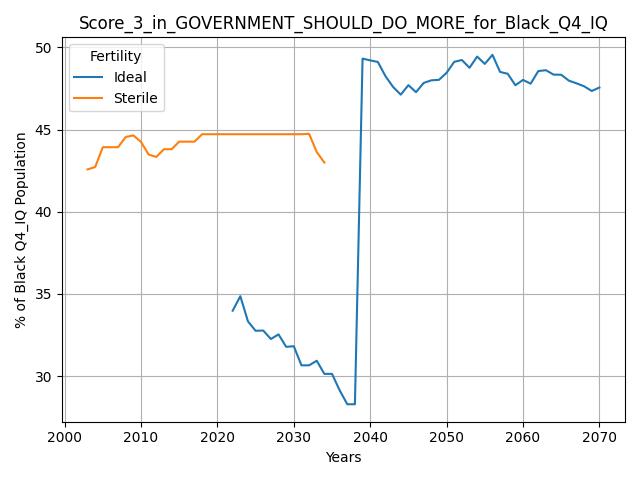 Score_3_in_GOVERNMENT_SHOULD_DO_MORE_for_Black_Q4_IQ
Fertility
Ideal
Sterile
% of Black Q4_IQ Population
50
45
40
35
30
2000 2010 2020 2030 2040 2050 2060 2070
Years